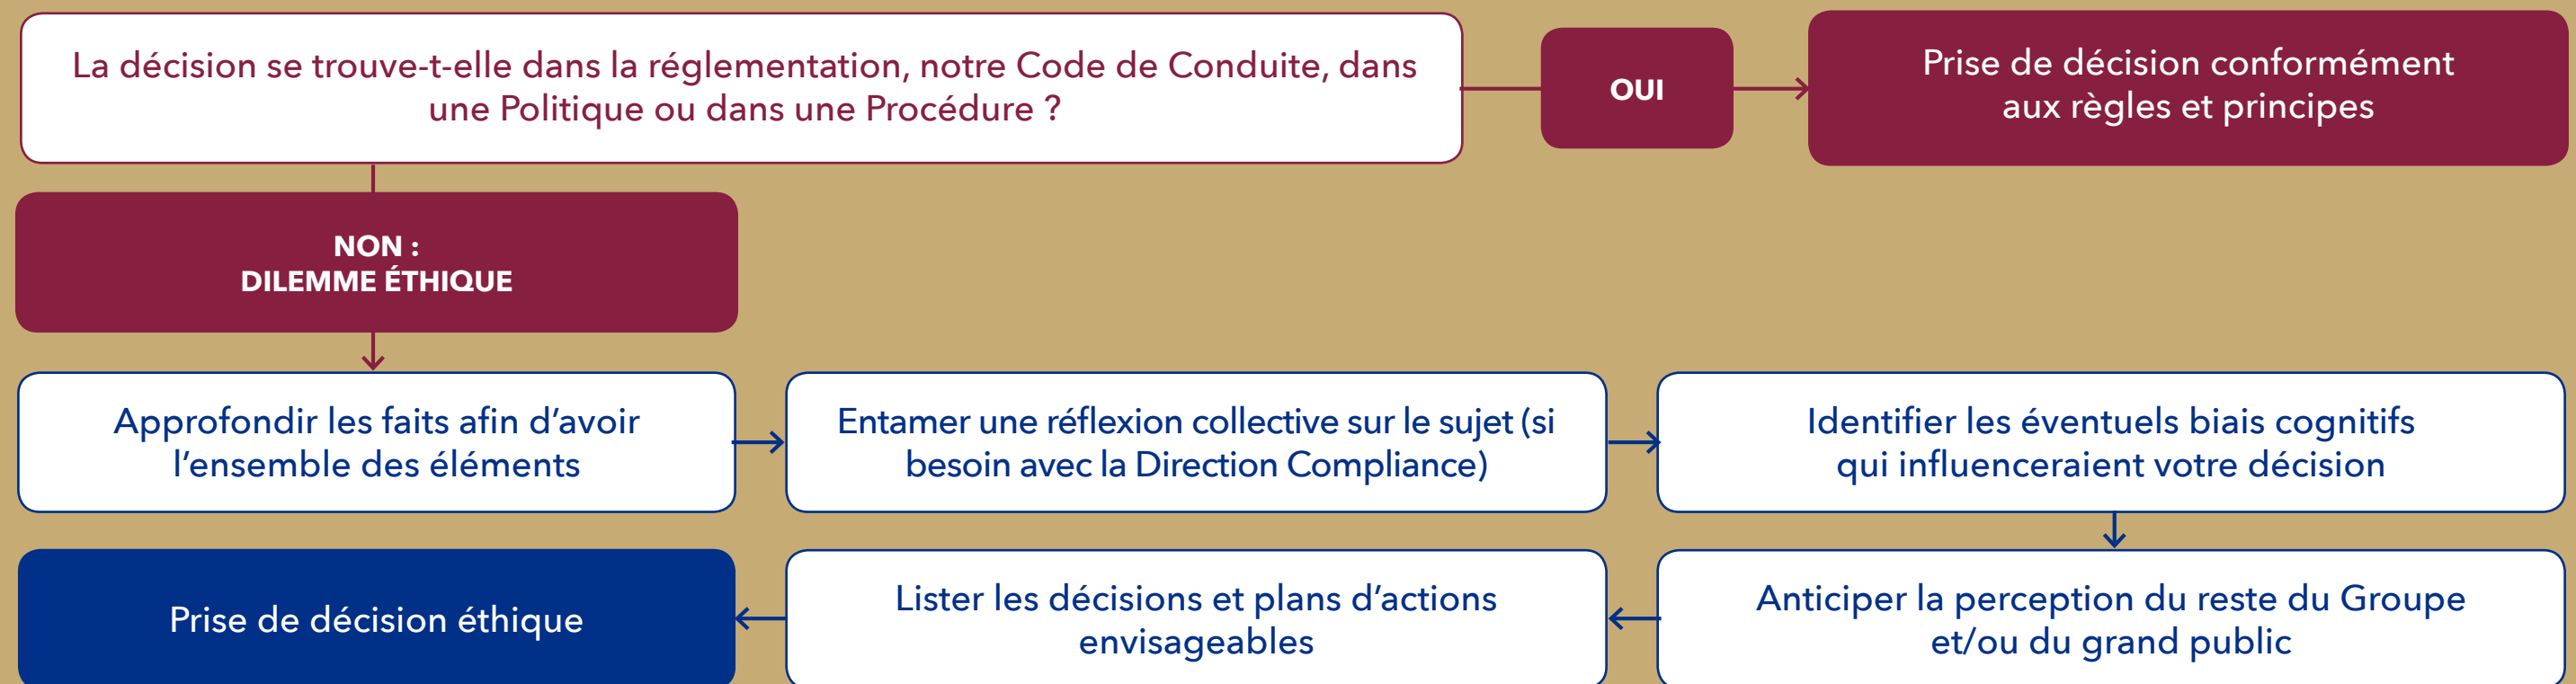 La décision se trouve-t-elle dans la réglementation, notre Code de Conduite, dans
une Politique ou dans une Procédure ?
OUI
Prise de décision conformément
aux règles et principes
NON :
DILEMME ÉTHIQUE
Approfondir les faits afin d’avoir
l’ensemble des éléments
Entamer une réflexion collective sur le sujet (si
besoin avec la Direction Compliance)
Identifier les éventuels biais cognitifs
qui influenceraient votre décision
Anticiper la perception du reste du Groupe
et/ou du grand public
Lister les décisions et plans d’actions
envisageables
Prise de décision éthique